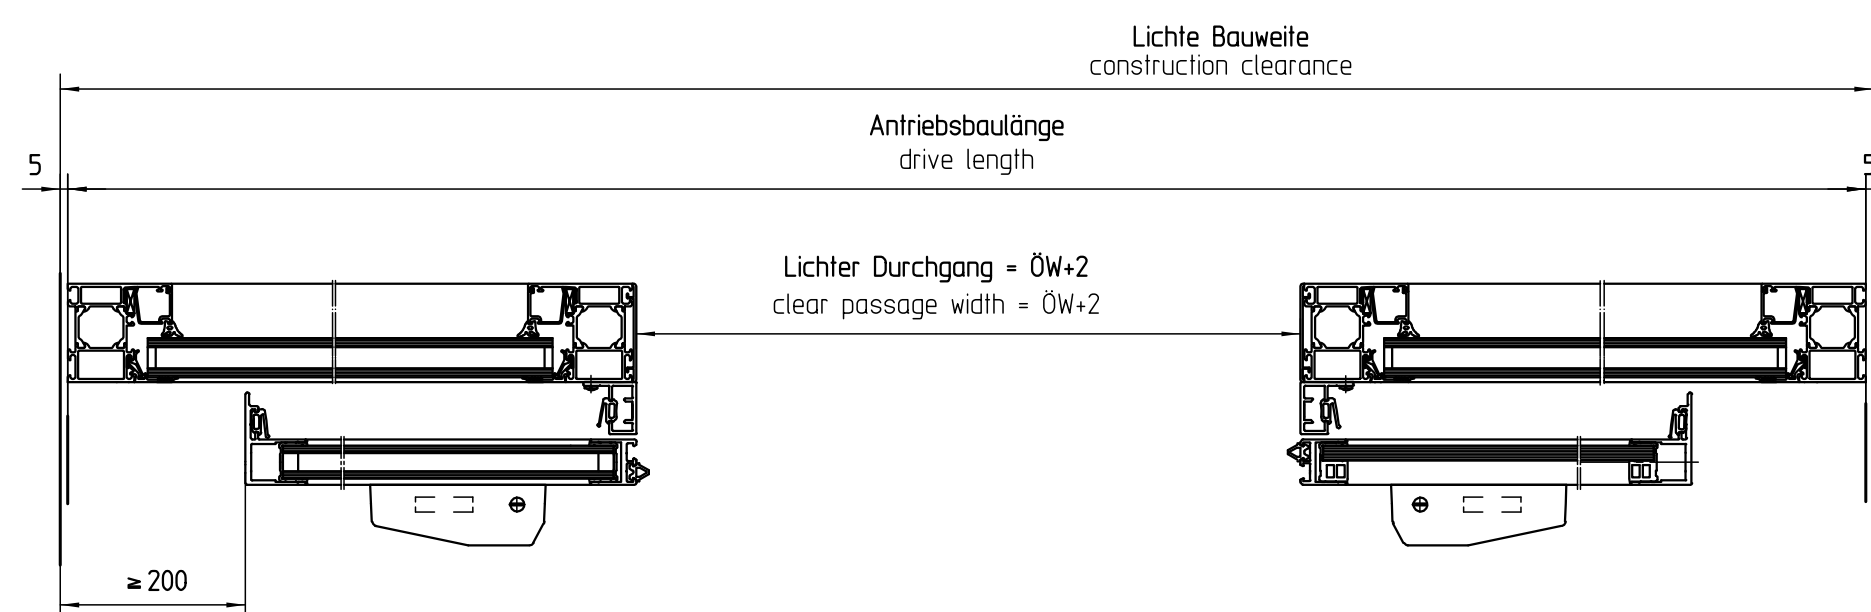 Lichte Bauweite
construction clearance
Antriebsbaulänge
drive length
5
Lichter Durchgang = ÖW+2
clear passage width = ÖW+2
≥ 200